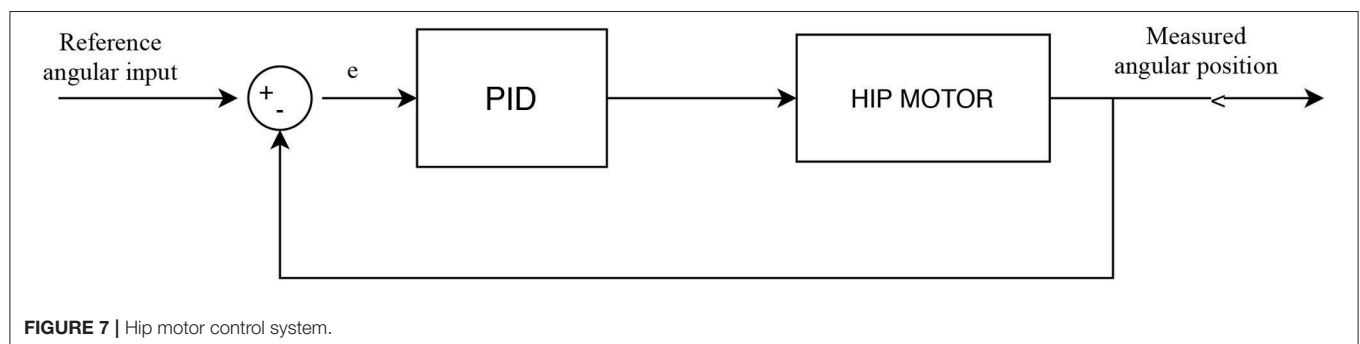 Reference
angular input
+
-
e
PID
HIP MOTOR
Measured
angular position
<
FIGURE 7 | Hip motor control system.